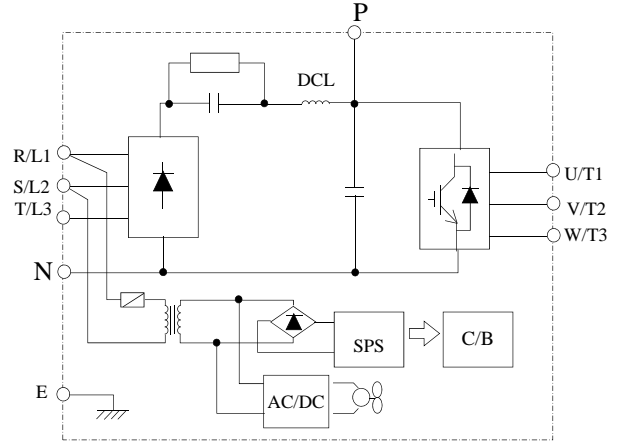 P
DCL
R/L1
S/L2
T/L3
U/T1
V/T2
W/T3
N
SPS
C/B
E
AC/DC